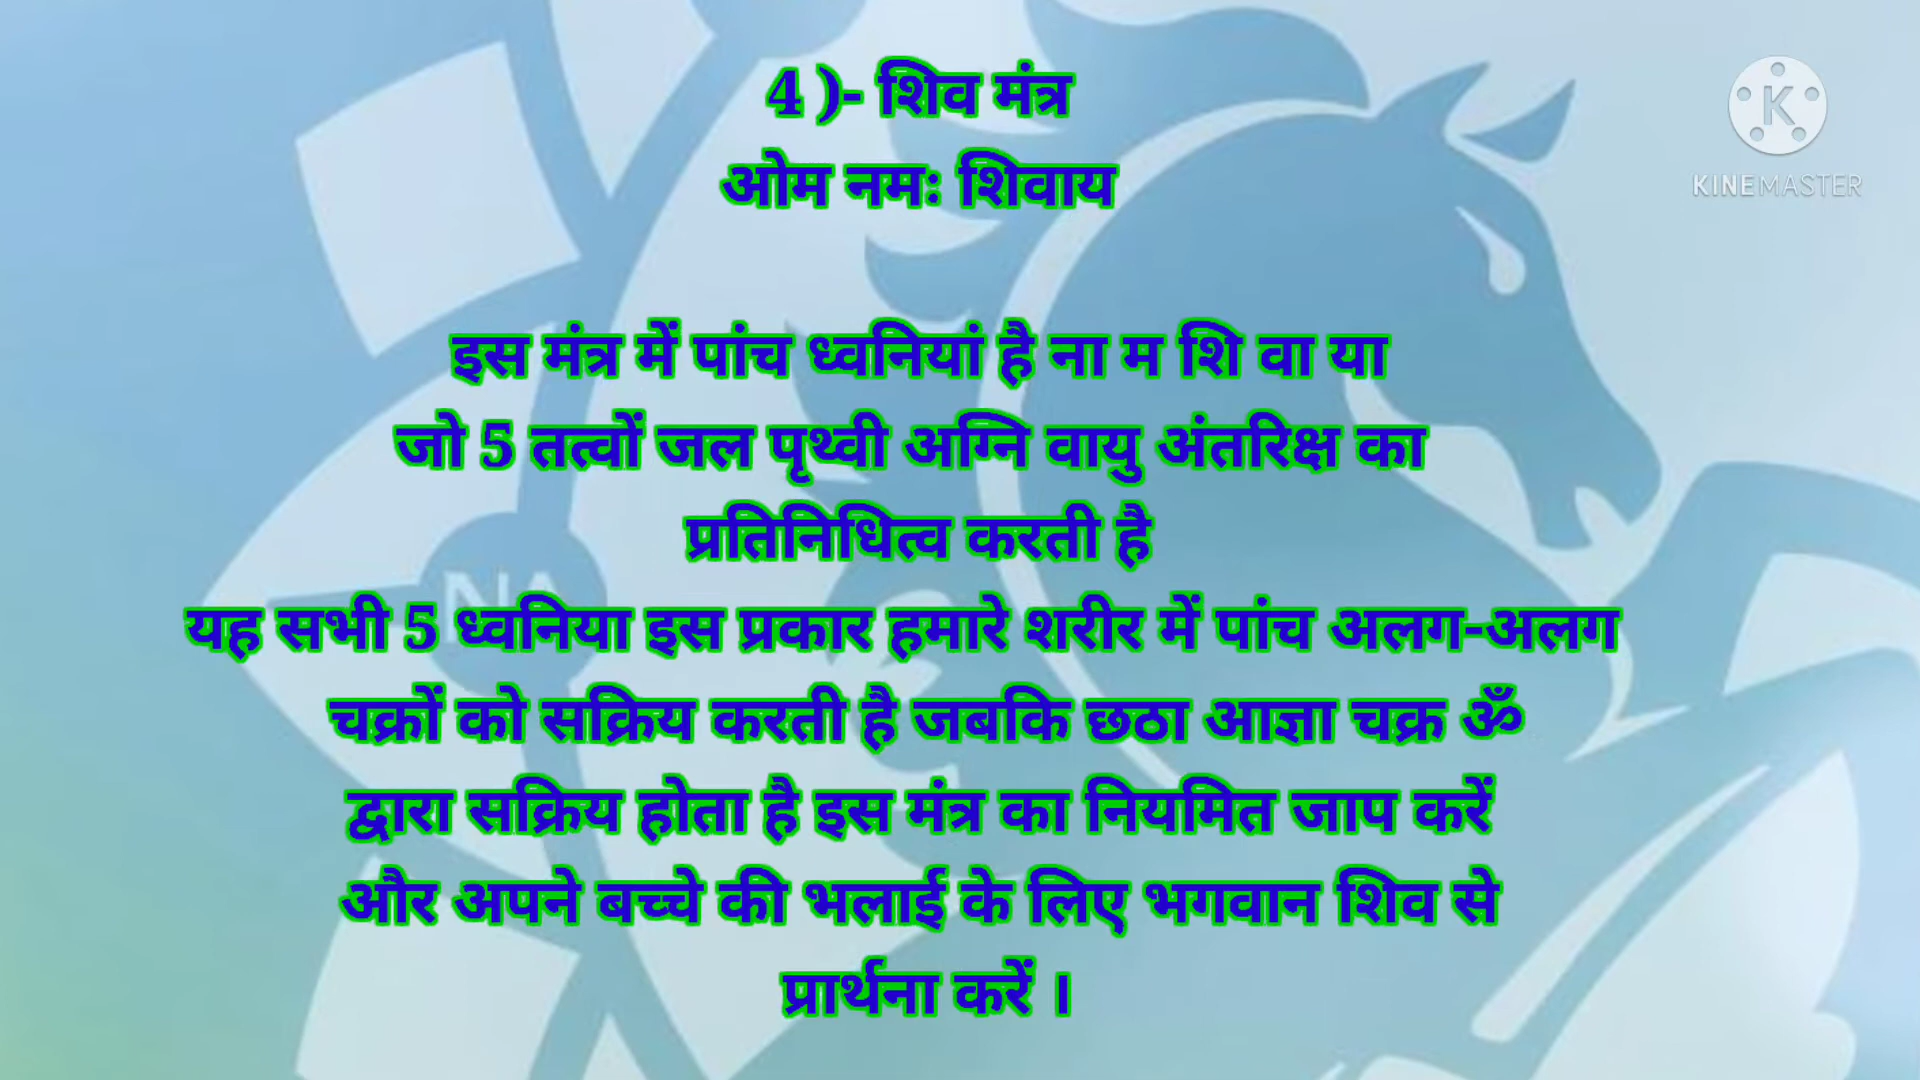 4 )- शिव मंत्र
ओम नमः शिवाय
इस मंत्र में पांच ध्वनियां है ना म शि वा या
जो 5 तत्वों जल पृथ्वी अग्नि वायु अंतरिक्ष का
प्रतिनिधित्व करती है
यह सभी 5 ध्वनिया इस प्रकार हमारे शरीर में पांच अलग-अलग
चक्रों को सक्रिय करती है जबकि छठा आज्ञा चक्र ॐ
द्वारा सक्रिय होता है इस मंत्र का नियमित जाप करें
और अपने बच्चे की भलाई के लिए भगवान शिव से
प्रार्थना करें ।
K
KINEMASTER